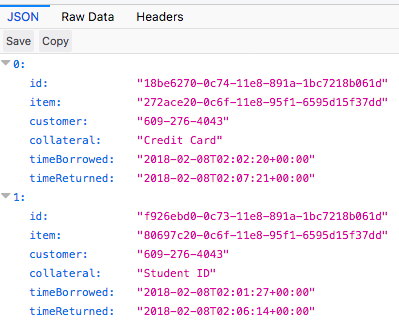 JSON Raw Data Headers
Save Copy
0:
id: "18be6270-0c74-11e8-891a-1bc7218b061d"
item: "272ace20-0c6f-11e8-95f1-6595d15f37dd"
customer: "609-276-4043"
collateral: "Credit Card"
timeBorrowed: "2018-02-08T02:02:20+00:00"
timeReturned: "2018-02-08T02:07:21+00:00"
1:
id: "f926ebd0-0c73-11e8-891a-1bc7218b061d"
item: "80697c20-0c6f-11e8-95f1-6595d15f37dd"
customer: "609-276-4043"
collateral: "Student ID"
timeBorrowed: "2018-02-08T02:01:27+00:00"
timeReturned: "2018-02-08T02:06:14+00:00"